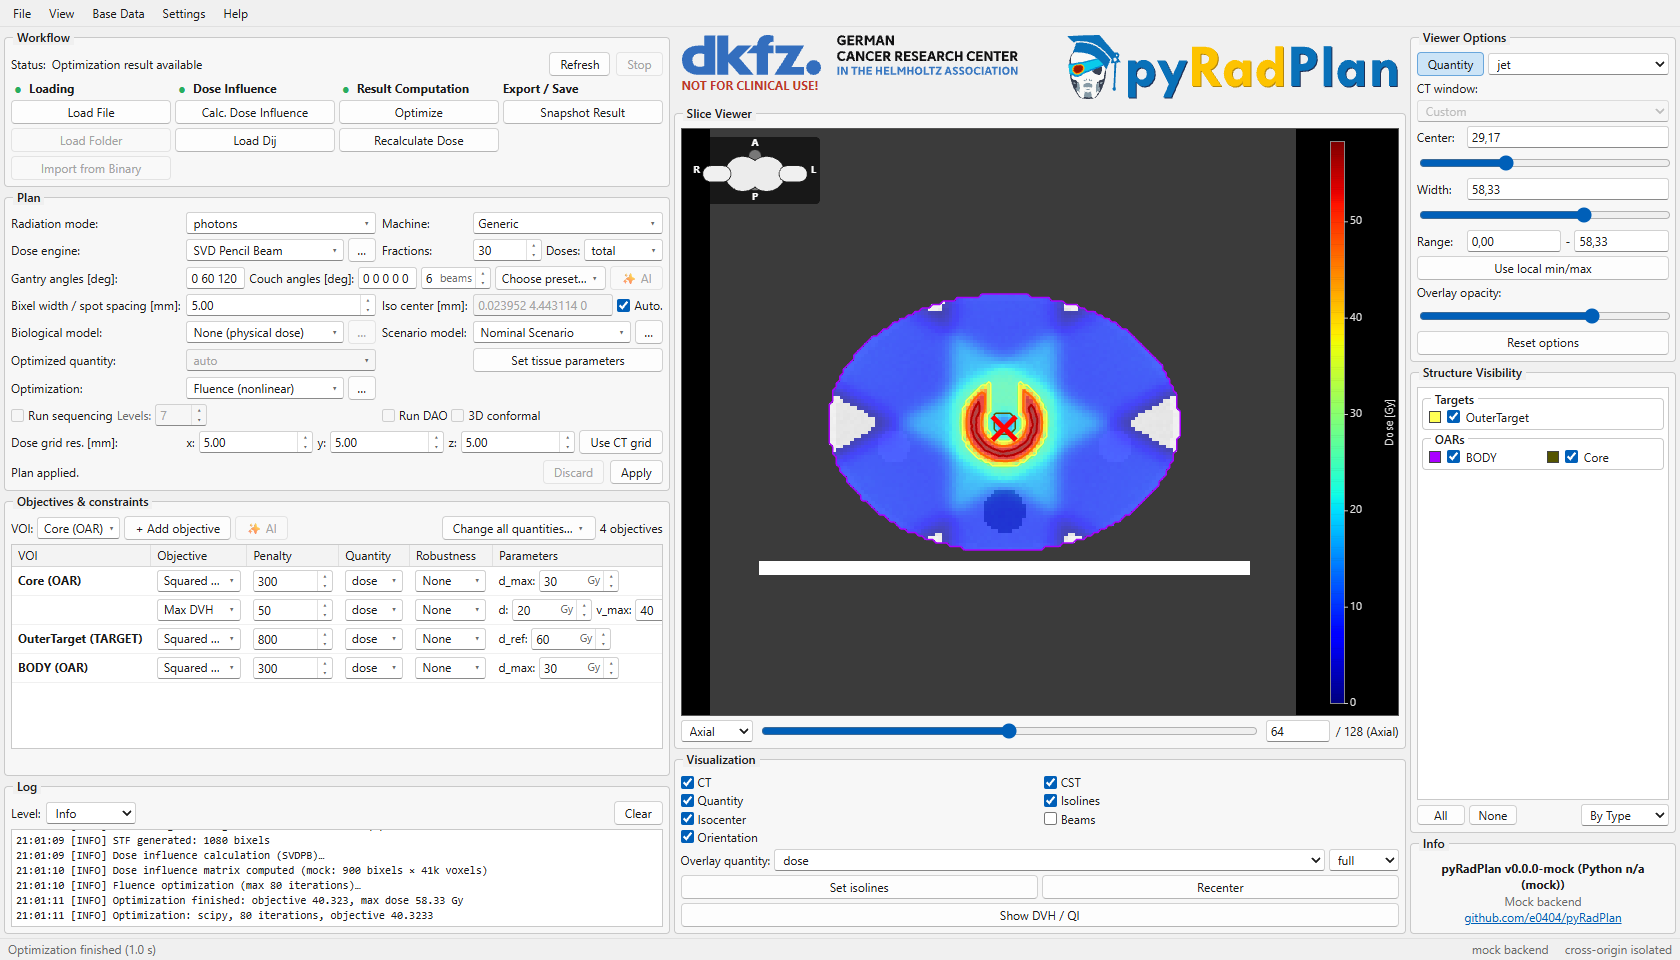 File View Base Data Settings Help
Workflow
Status: Optimization result available Refresh Stop
Loading Dose Influence Result Computation Export / Save
Load File Calc. Dose Influence Optimize Snapshot Result
Load Folder Load Dij Recalculate Dose
Import from Binary
Plan
Radiation mode: photons Machine: Generic
Dose engine: SVD Pencil Beam ... Fractions: 30 Doses: total
Gantry angles [deg]: 0 60 120 Couch angles [deg]: 0 0 0 0 0 6 beams Choose preset... AI
Bixel width / spot spacing [mm]: 5.00 Iso center [mm]: 0.023952 4.443114 0 Auto.
Biological model: None (physical dose) ... Scenario model: Nominal Scenario ...
Optimized quantity: auto Set tissue parameters
Optimization: Fluence (nonlinear) ...
Run sequencing Levels: 7 Run DAO 3D conformal
Dose grid res. [mm]: x: 5.00 y: 5.00 z: 5.00 Use CT grid
Plan applied. Discard Apply
Objectives & constraints
VOI: Core (OAR) + Add objective AI Change all quantities... 4 objectives
VOI Objective Penalty Quantity Robustness Parameters
Core (OAR) Squared ... 300 dose None d_max: 30 Gy
Max DVH 50 dose None d: 20 Gy v_max: 40
OuterTarget (TARGET) Squared ... 800 dose None d_ref: 60 Gy
BODY (OAR) Squared ... 300 dose None d_max: 30 Gy
Log
Level: Info Clear
21:01:09 [INFO] STF generated: 1080 bixels
21:01:09 [INFO] Dose influence calculation (SVDPB)…
21:01:10 [INFO] Dose influence matrix computed (mock: 900 bixels × 41k voxels)
21:01:10 [INFO] Fluence optimization (max 80 iterations)…
21:01:11 [INFO] Optimization finished: objective 40.323, max dose 58.33 Gy
21:01:11 [INFO] Optimization: scipy, 80 iterations, objective 40.3233
Optimization finished (1.0 s)
dkfz.
NOT FOR CLINICAL USE!
GERMAN
CANCER RESEARCH CENTER
IN THE HELMHOLTZ ASSOCIATION
pyRadPlan
Slice Viewer
A
R L
P
50
40
30
20
10
0
Dose [Gy]
Axial 64 / 128 (Axial)
Visualization
CT CST
Quantity Isolines
Isocenter Beams
Orientation
Overlay quantity: dose full
Set isolines Recenter
Show DVH / QI
Viewer Options
Quantity jet
CT window:
Custom
Center: 29,17
Width: 58,33
Range: 0,00 - 58,33
Use local min/max
Overlay opacity:
Reset options
Structure Visibility
Targets
OuterTarget
OARs
BODY Core
All None By Type
Info
pyRadPlan v0.0.0-mock (Python n/a
(mock))
Mock backend
github.com/e0404/pyRadPlan
mock backend cross-origin isolated